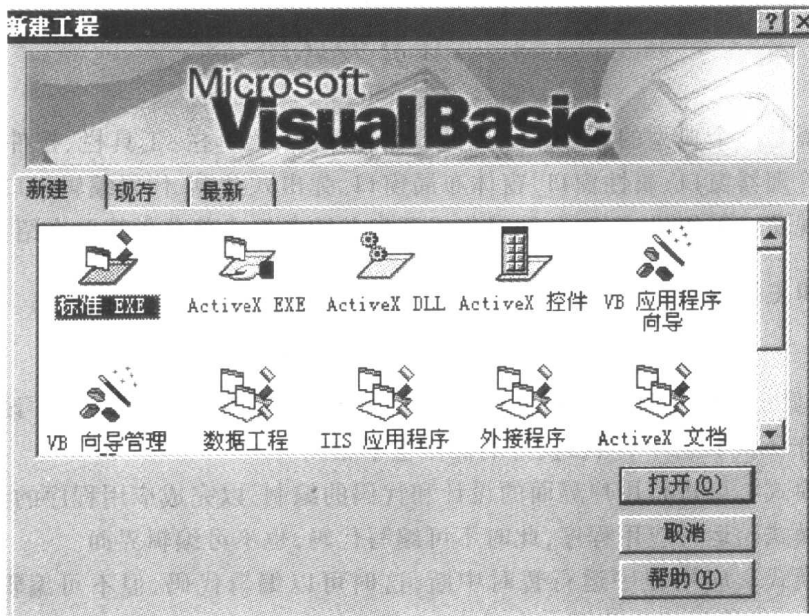 新建工程
Microsoft
Visual Basic
新建 现存 最新
标准 EXE ActiveX EXE ActiveX DLL ActiveX 控件 VB 应用程序
向导
VB 向导管理 数据工程 IIS 应用程序 外接程序 ActiveX 文档
打开(O)
取消
帮助(H)